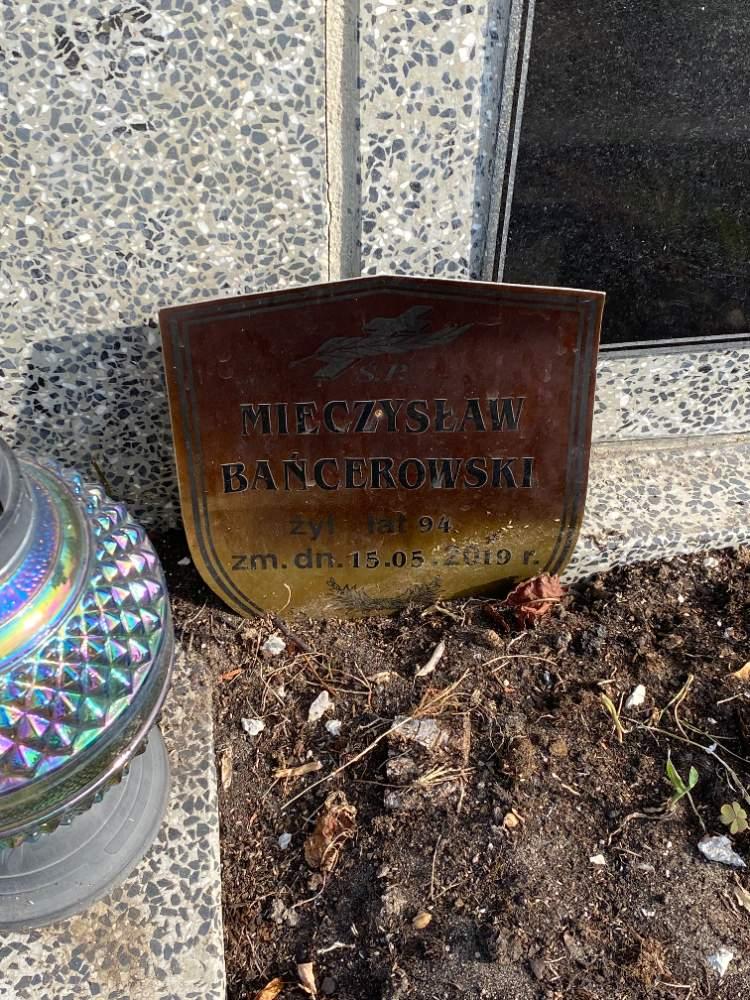 Ś.P.
MIECZYSŁAW
BAŃCEROWSKI
żył lat 94
zm. dn. 15.05.2019 r.